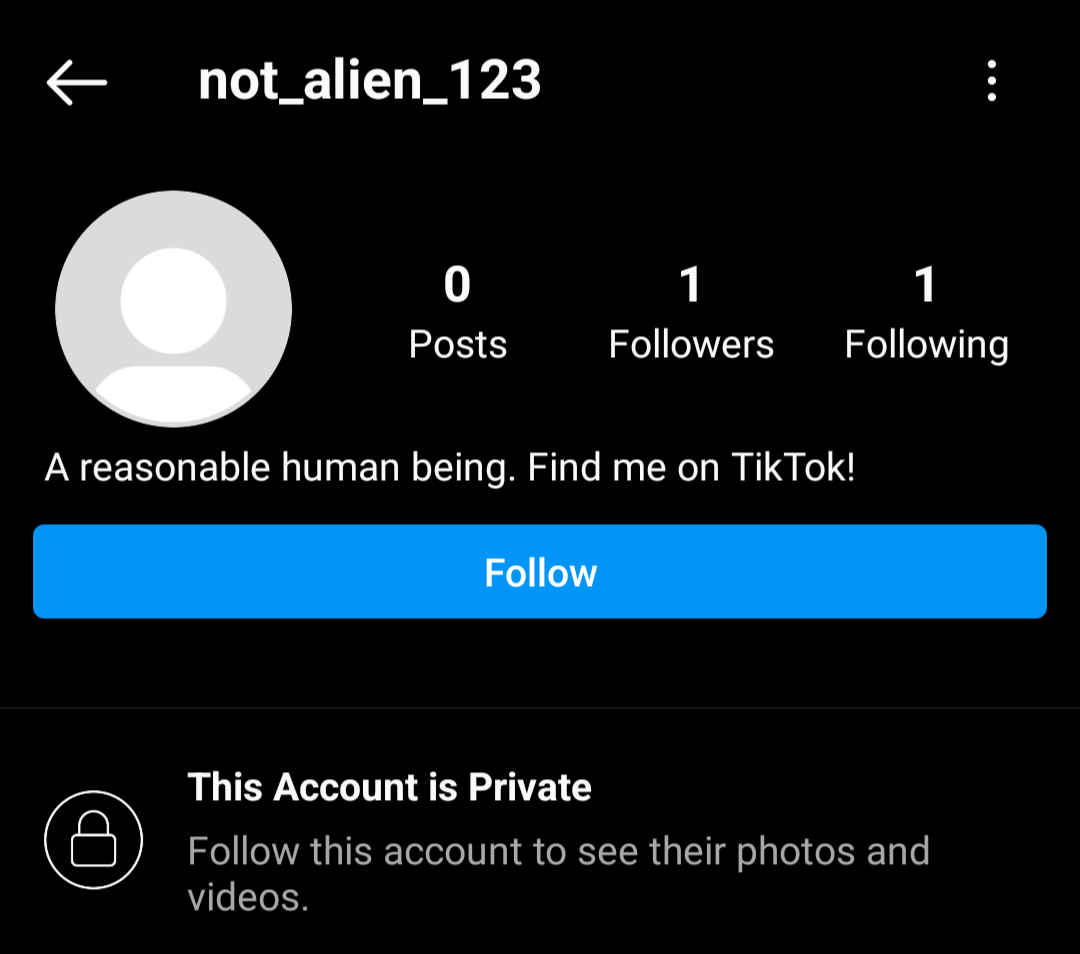 not_alien_123
0 1 1
Posts Followers Following
A reasonable human being. Find me on TikTok!
Follow
This Account is Private
Follow this account to see their photos and
videos.